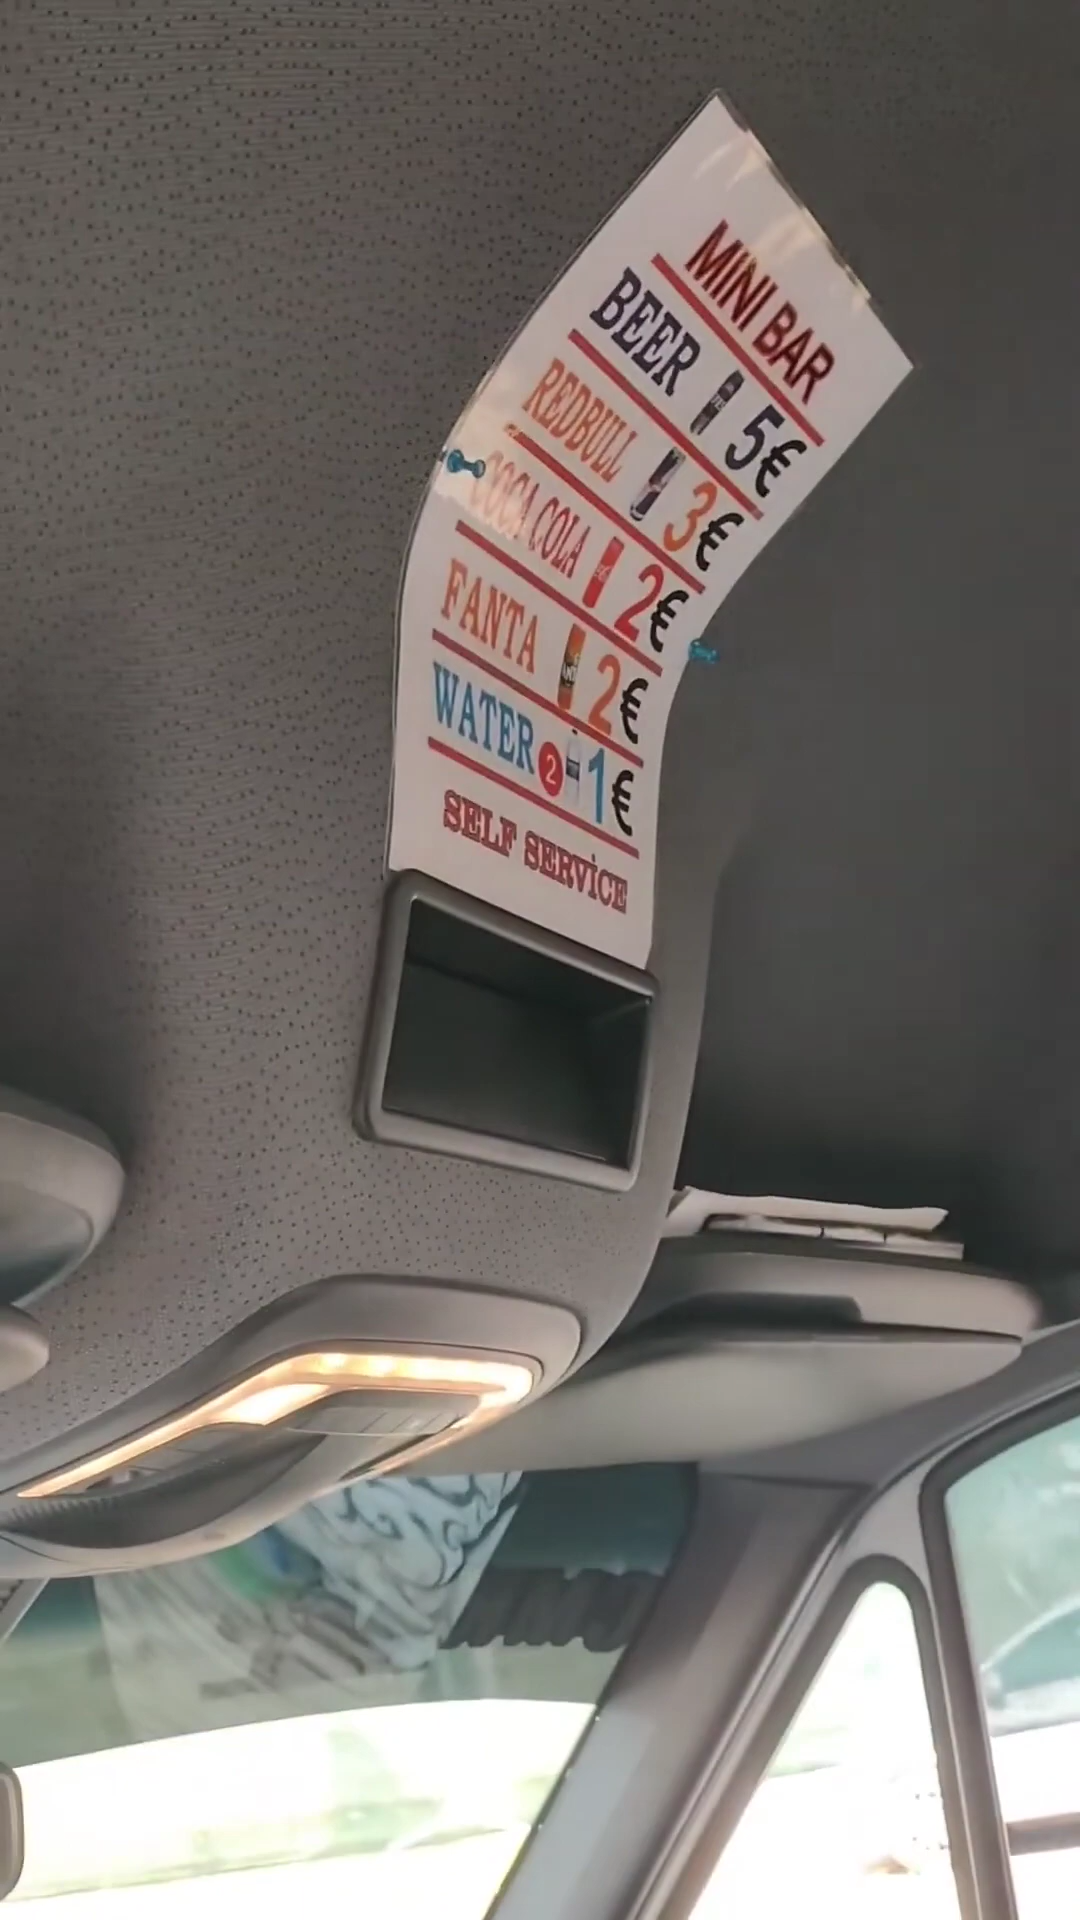 MINI BAR
BEER 5€
REDBULL 3€
COCA COLA 2€
FANTA 2€
WATER 2 1€
SELF SERVİCE